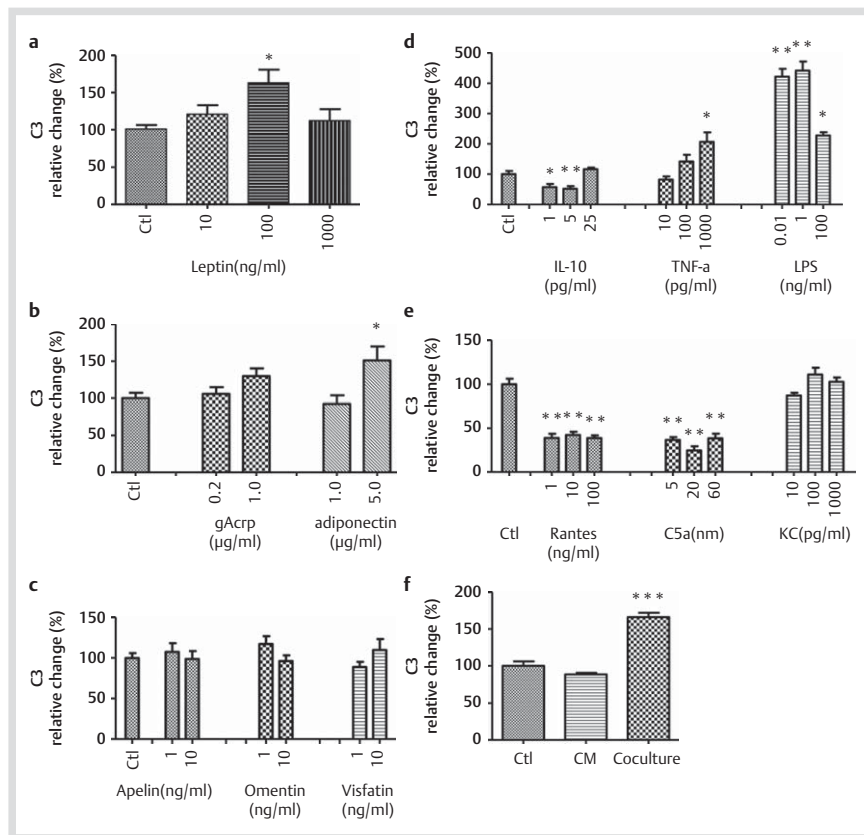 a
C3
relative change (%)
200
150
100
50
0
*
Ctl
10
100
1000
Leptin(ng/ml)
b
C3
relative change (%)
200
150
100
50
0
*
Ctl
0.2
1.0
1.0
5.0
gAcrp
(µg/ml)
adiponectin
(µg/ml)
c
C3
relative change (%)
150
100
50
0
Ctl
1
10
1
10
1
10
Apelin(ng/ml)
Omentin
(ng/ml)
Visfatin
(ng/ml)
d
C3
relative change (%)
500
400
300
200
100
0
* **
*
** **
*
Ctl
1
5
25
10
100
1000
0.01
1
100
IL-10
(pg/ml)
TNF-a
(pg/ml)
LPS
(ng/ml)
e
C3
relative change (%)
150
100
50
0
** ** **
** ** **
1
10
100
5
20
60
10
100
1000
Ctl
Rantes
(ng/ml)
C5a(nm)
KC(pg/ml)
f
C3
relative change (%)
200
150
100
50
0
***
Ctl
CM
Coculture